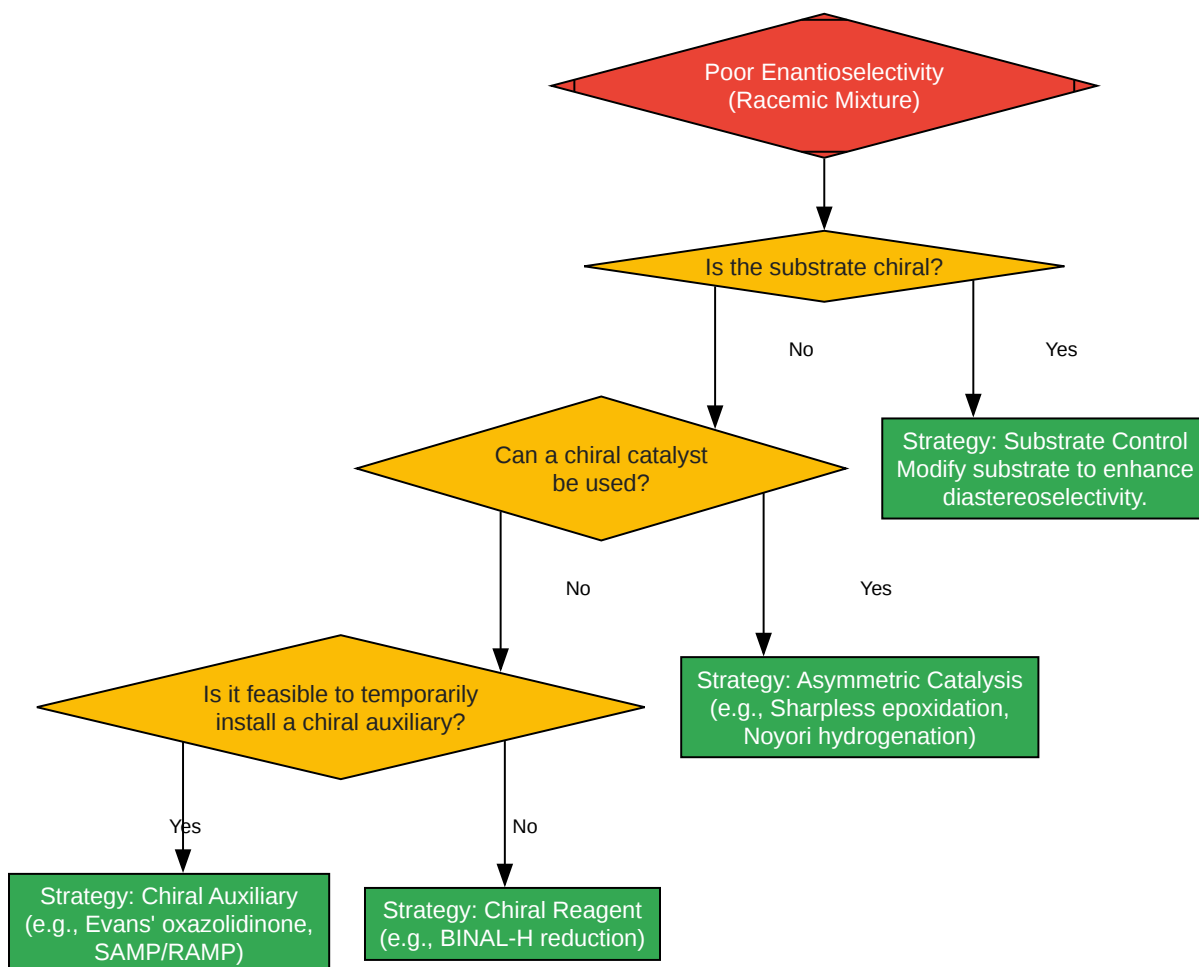 Poor Enantioselectivity
(Racemic Mixture)
Is the substrate chiral?
No
Yes
Can a chiral catalyst
be used?
Strategy: Substrate Control
Modify substrate to enhance
diastereoselectivity.
No
Yes
Is it feasible to temporarily
install a chiral auxiliary?
Strategy: Asymmetric Catalysis
(e.g., Sharpless epoxidation,
Noyori hydrogenation)
Yes
No
Strategy: Chiral Auxiliary
(e.g., Evans' oxazolidinone,
SAMP/RAMP)
Strategy: Chiral Reagent
(e.g., BINAL-H reduction)